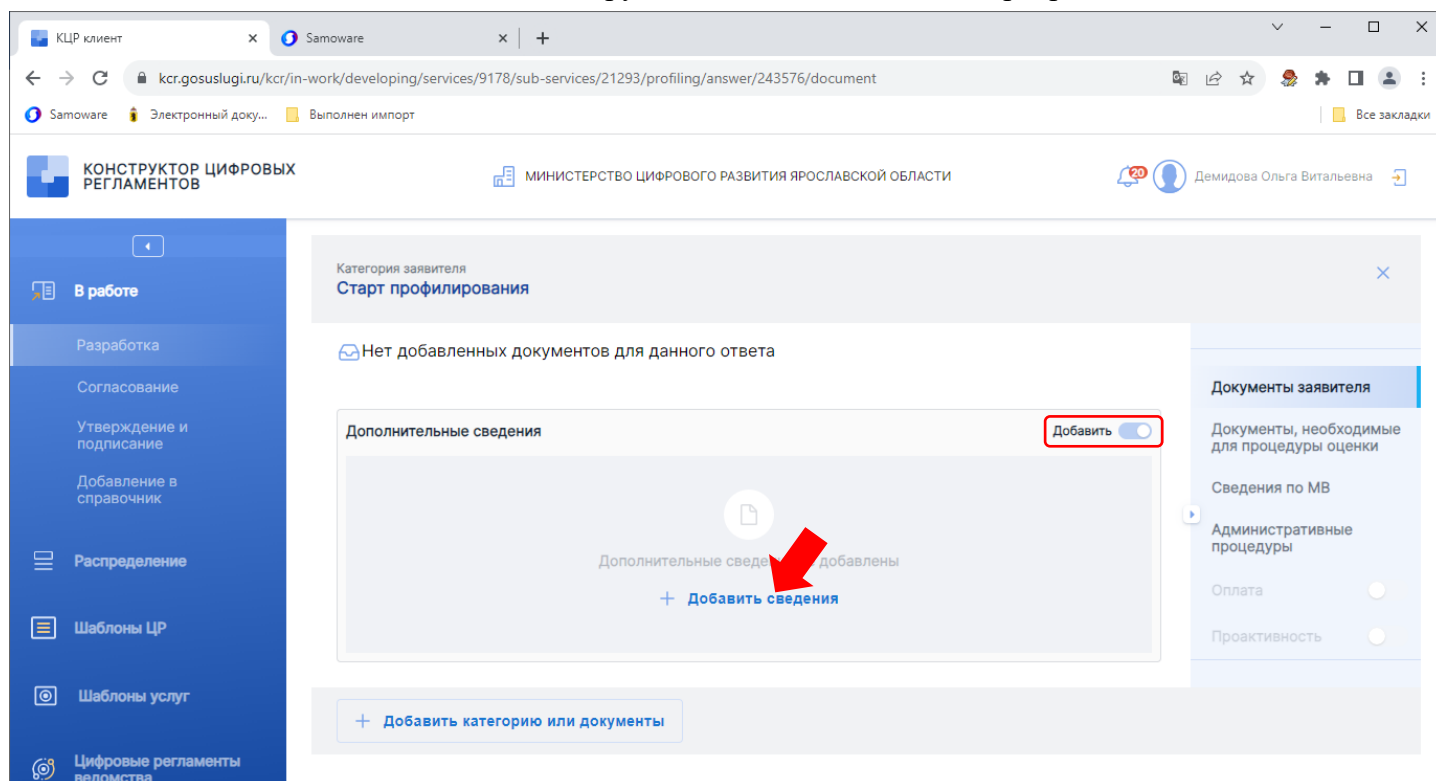 КЦР клиент
Samoware
kcr.gosuslugi.ru/kcr/in-work/developing/services/9178/sub-services/21293/profiling/answer/243576/document
Samoware
Электронный доку...
Выполнен импорт
Все закладки
КОНСТРУКТОР ЦИФРОВЫХ
РЕГЛАМЕНТОВ
МИНИСТЕРСТВО ЦИФРОВОГО РАЗВИТИЯ ЯРОСЛАВСКОЙ ОБЛАСТИ
20
Демидова Ольга Витальевна
В работе
Разработка
Согласование
Утверждение и
подписание
Добавление в
справочник
Распределение
Шаблоны ЦР
Шаблоны услуг
Цифровые регламенты
ведомства
Категория заявителя
Старт профилирования
Нет добавленных документов для данного ответа
Дополнительные сведения
Добавить
Дополнительные добавлены
+ Добавить сведения
+ Добавить категорию или документы
Документы заявителя
Документы, необходимые
для процедуры оценки
Сведения по МВ
Административные
процедуры
Оплата
Проактивность